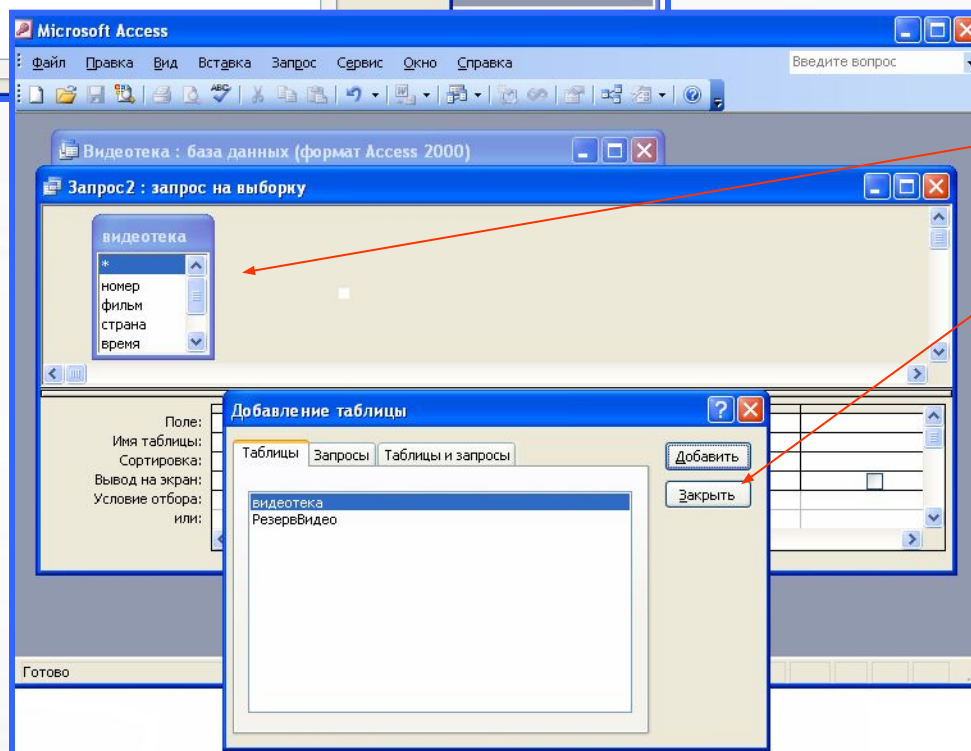 Microsoft Access
Файл Правка Вид Вставка Запрос Сервис Окно Справка Введите вопрос
Видеотека : база данных (формат Access 2000)
Запрос2 : запрос на выборку
видеотека
*
номер
фильм
страна
время
Поле:
Имя таблицы:
Сортировка:
Вывод на экран:
Условие отбора:
или:
Добавление таблицы
Таблицы Запросы Таблицы и запросы
Добавить
Закрыть
видеотека
РезервВидео
Готово